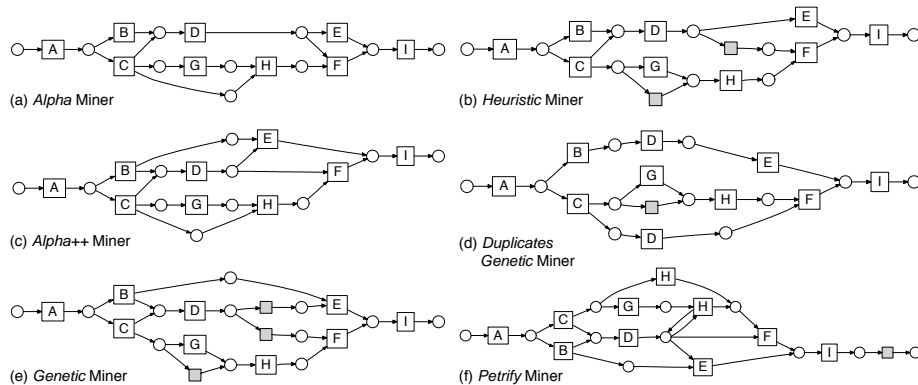 A B D E I
C G H F
(a) Alpha Miner
A B D E I
C G H F
(b) Heuristic Miner
A B D E I
C G H F
(c) Alpha++ Miner
A B D E I
G
C H F
D
(d) Duplicates
Genetic Miner
A B D E I
C G H F
(e) Genetic Miner
H
C G H
A D F
B E I
(f) Petrify Miner